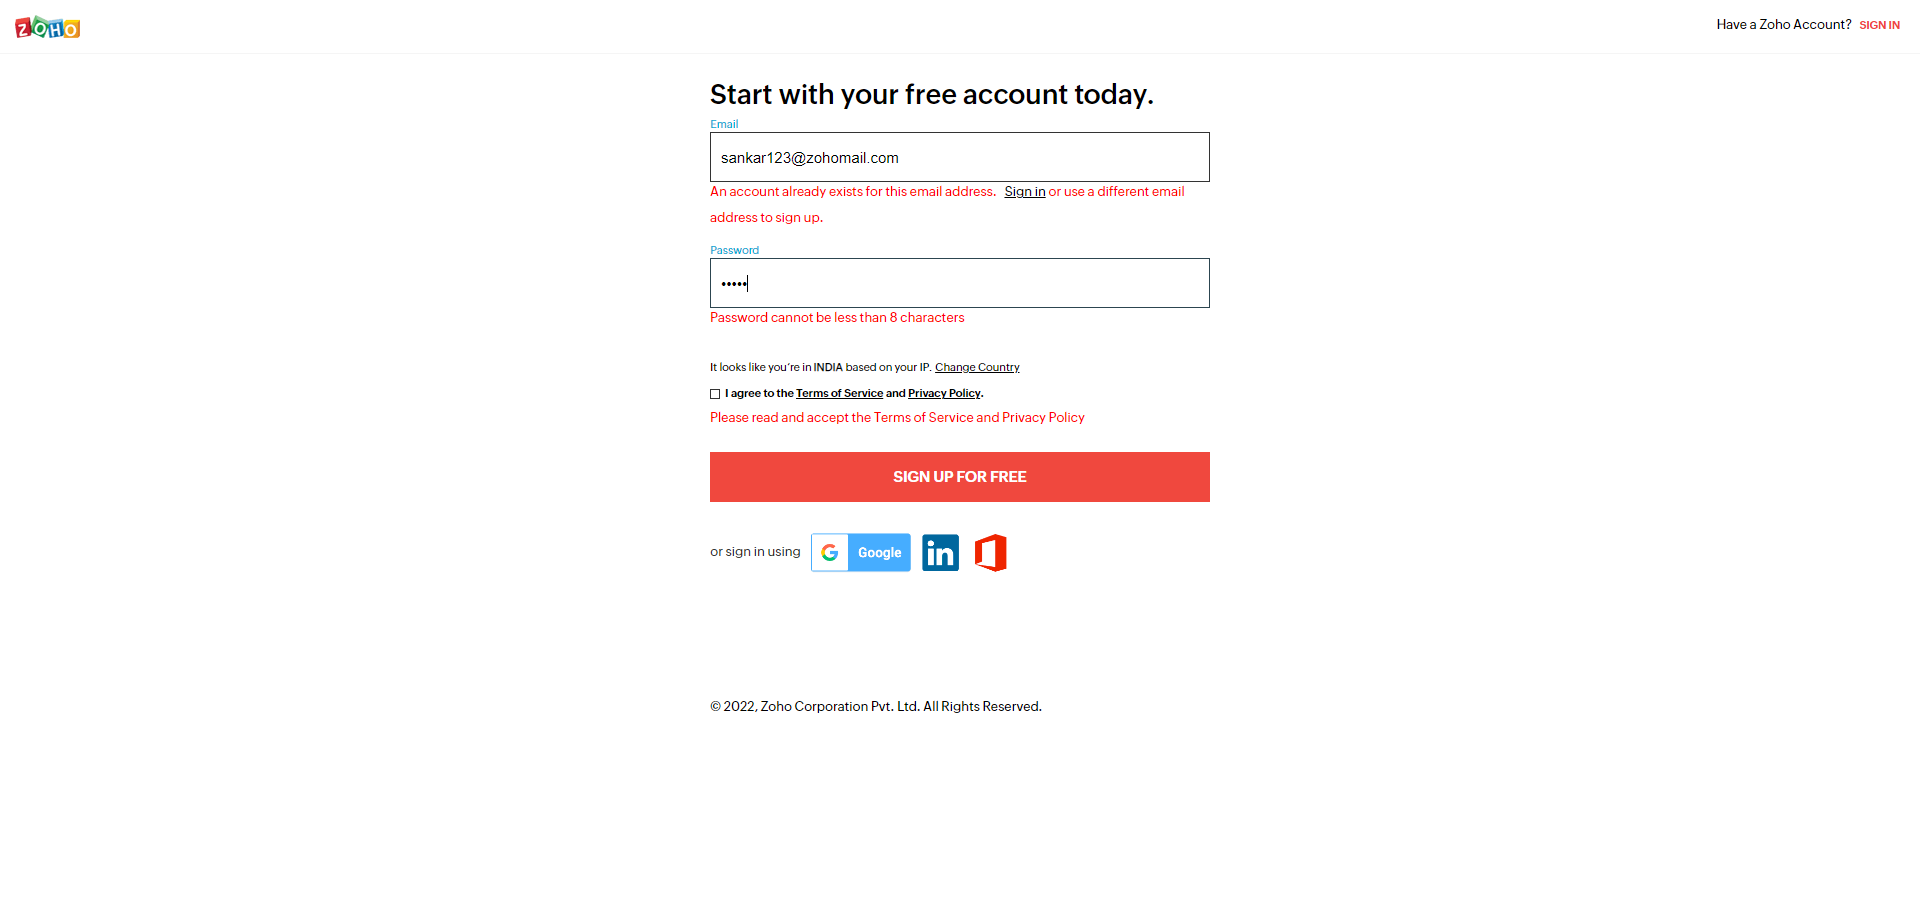 ZOHO
Have a Zoho Account? SIGN IN
Start with your free account today.
Email
sankar123@zohomail.com
An account already exists for this email address. Sign in or use a different email
address to sign up.
Password
•••••
Password cannot be less than 8 characters
It looks like you’re in INDIA based on your IP. Change Country
I agree to the Terms of Service and Privacy Policy.
Please read and accept the Terms of Service and Privacy Policy
SIGN UP FOR FREE
or sign in using G Google in
© 2022, Zoho Corporation Pvt. Ltd. All Rights Reserved.